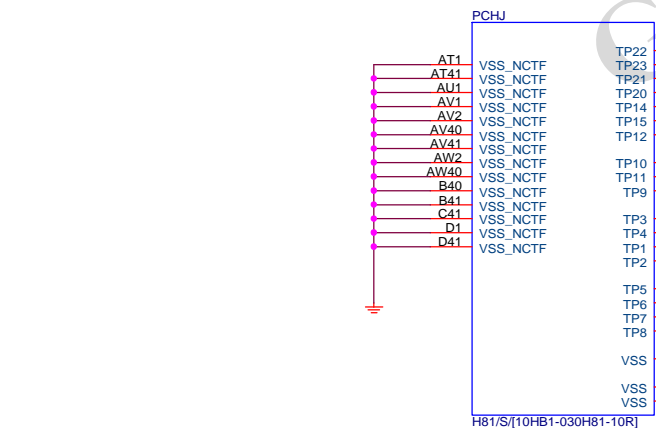 PCHJ
TP22
AT1 VSS_NCTF TP23
AT41 VSS_NCTF TP21
AU1 VSS_NCTF TP20
AV1 VSS_NCTF TP14
AV2 VSS_NCTF TP15
AV40 VSS_NCTF TP12
AV41 VSS_NCTF
AW2 VSS_NCTF TP10
AW40 VSS_NCTF TP11
B40 VSS_NCTF TP9
B41 VSS_NCTF
C41 VSS_NCTF TP3
D1 VSS_NCTF TP4
D41 VSS_NCTF TP1
TP2
TP5
TP6
TP7
TP8
VSS
VSS
VSS
H81/S/[10HB1-030H81-10R]